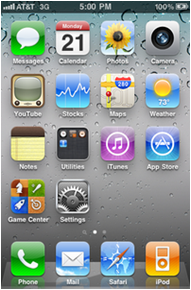 AT&T 3G 5:00 PM 100%
Monday
21
280
73°
Messages Calendar Photos Camera
YouTube Stocks Maps Weather
Notes Utilities iTunes App Store
Game Center Settings
Phone Mail Safari iPod